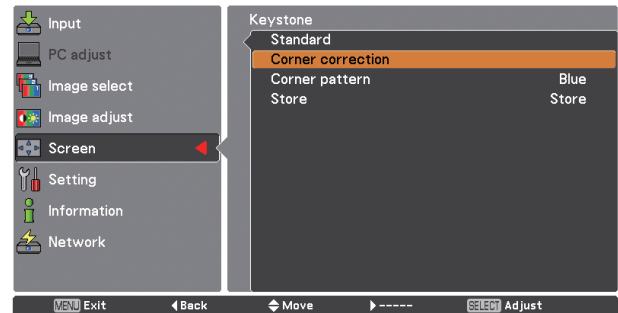 Input
PC adjust
Image select
Image adjust
Screen
Setting
Information
Network
Keystone
Standard
Corner correction
Corner pattern Blue
Store Store
MENU Exit Back Move ----- SELECT Adjust